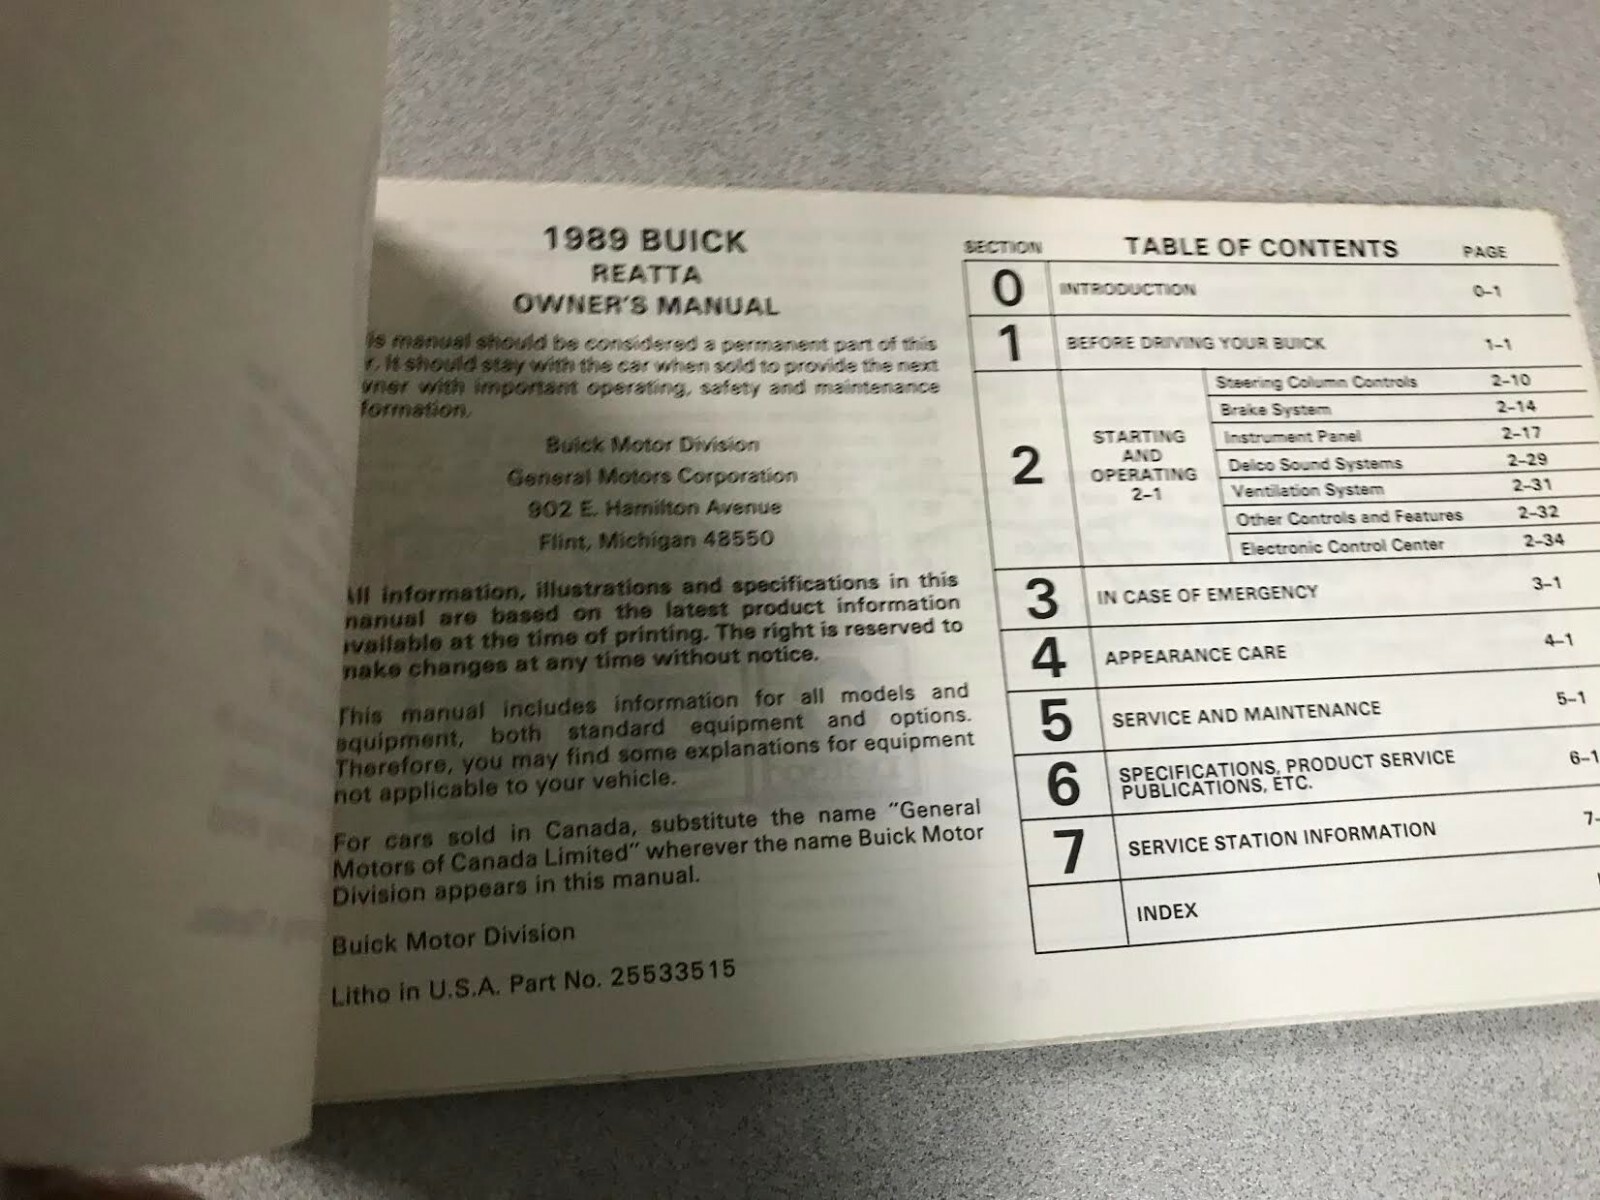 1989 BUICK
REATTA
OWNER'S MANUAL
is manual should be considered a permanent part of this
r. It should stay with the car when sold to provide the next
wner with important operating, safety and maintenance
formation.
Buick Motor Division
General Motors Corporation
902 E. Hamilton Avenue
Flint, Michigan 48550
All information, illustrations and specifications in this
manual are based on the latest product information
available at the time of printing. The right is reserved to
make changes at any time without notice.
This manual includes information for all models and
equipment, both standard equipment and options.
Therefore, you may find some explanations for equipment
not applicable to your vehicle.
For cars sold in Canada, substitute the name "General
Motors of Canada Limited" wherever the name Buick Motor
Division appears in this manual.
Buick Motor Division
Litho in U.S.A. Part No. 25533515
SECTION TABLE OF CONTENTS PAGE
0 INTRODUCTION 0-1
1 BEFORE DRIVING YOUR BUICK 1-1
2 STARTING
AND
OPERATING
2-1
Steering Column Controls 2-10
Brake System 2-14
Instrument Panel 2-17
Delco Sound Systems 2-29
Ventilation System 2-31
Other Controls and Features 2-32
Electronic Control Center 2-34
3 IN CASE OF EMERGENCY 3-1
4 APPEARANCE CARE 4-1
5 SERVICE AND MAINTENANCE 5-1
6 SPECIFICATIONS, PRODUCT SERVICE 6-1
PUBLICATIONS, ETC.
7 SERVICE STATION INFORMATION 7-
INDEX